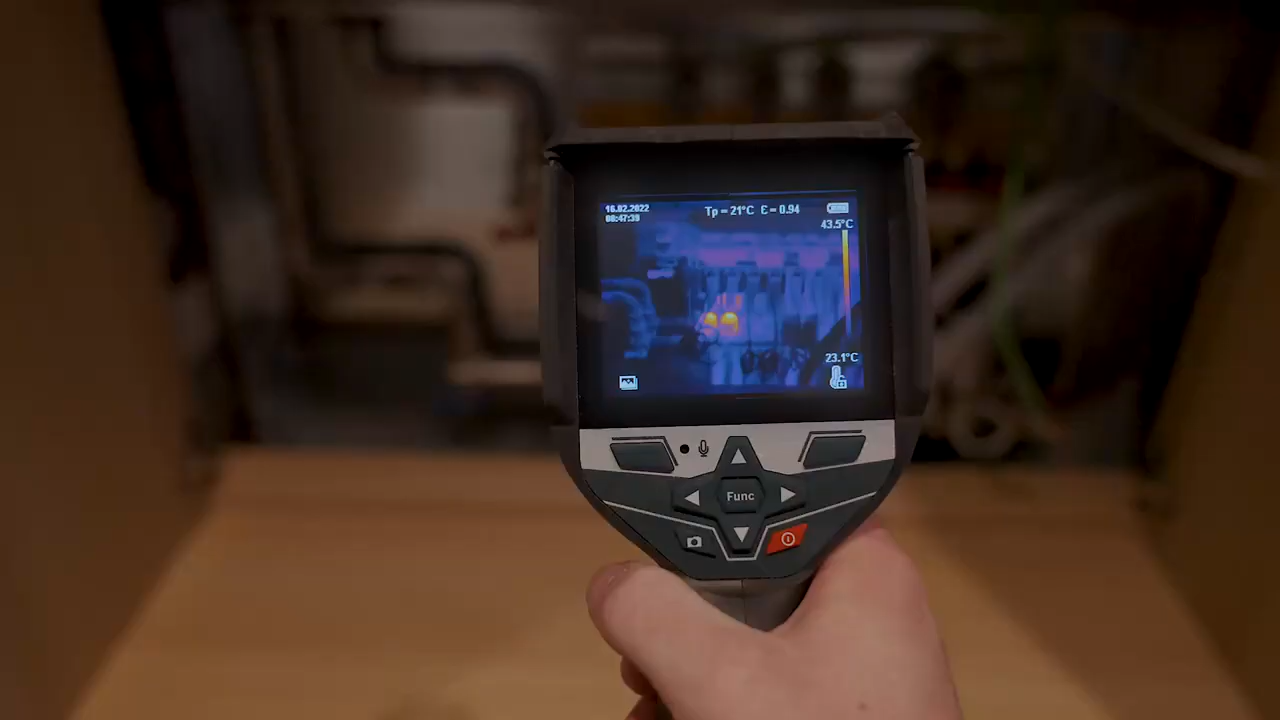 16.02.2022
08:47:39
Tp = 21°C ε = 0.94
43.5°C
23.1°C
Func